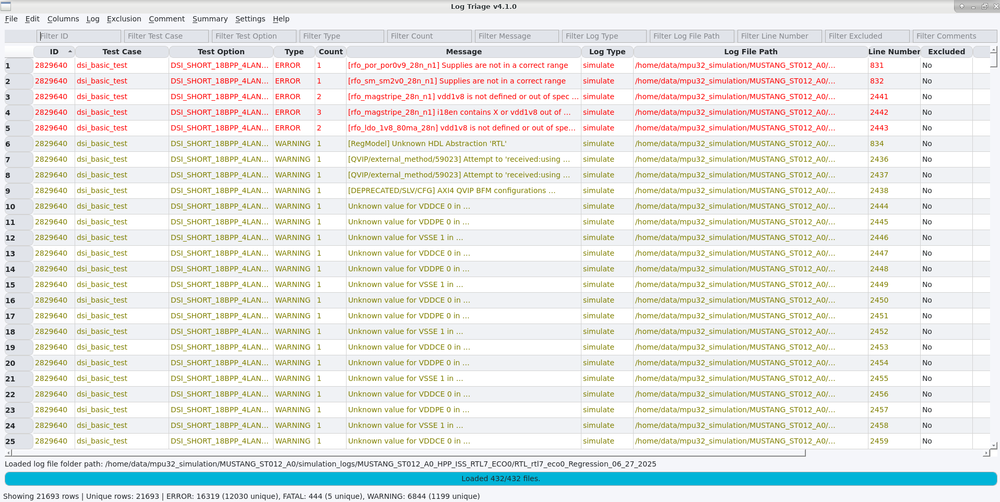 Log Triage v4.1.0
File Edit Columns Log Exclusion Comment Summary Settings Help
Filter ID Filter Test Case Filter Test Option Filter Type Filter Count Filter Message Filter Log Type Filter Log File Path Filter Line Number Filter Excluded Filter Comments
ID Test Case Test Option Type Count Message Log Type Log File Path Line Number Excluded
1 2829640 dsi_basic_test DSI_SHORT_18BPP_4LAN... ERROR 1 [rfo_por_por0v9_28n_n1] Supplies are not in a correct range simulate /home/data/mpu32_simulation/MUSTANG_ST012_A0/... 831 No
2 2829640 dsi_basic_test DSI_SHORT_18BPP_4LAN... ERROR 1 [rfo_sm_sm2v0_28n_n1] Supplies are not in a correct range simulate /home/data/mpu32_simulation/MUSTANG_ST012_A0/... 832 No
3 2829640 dsi_basic_test DSI_SHORT_18BPP_4LAN... ERROR 2 [rfo_magstripe_28n_n1] vdd1v8 is not defined or out of spec ... simulate /home/data/mpu32_simulation/MUSTANG_ST012_A0/... 2441 No
4 2829640 dsi_basic_test DSI_SHORT_18BPP_4LAN... ERROR 3 [rfo_magstripe_28n_n1] i18en contains X or vdd1v8 out of ... simulate /home/data/mpu32_simulation/MUSTANG_ST012_A0/... 2442 No
5 2829640 dsi_basic_test DSI_SHORT_18BPP_4LAN... ERROR 2 [rfo_ldo_1v8_80ma_28n] vdd1v8 is not defined or out of spe... simulate /home/data/mpu32_simulation/MUSTANG_ST012_A0/... 2443 No
6 2829640 dsi_basic_test DSI_SHORT_18BPP_4LAN... WARNING 1 [RegModel] Unknown HDL Abstraction 'RTL' simulate /home/data/mpu32_simulation/MUSTANG_ST012_A0/... 834 No
7 2829640 dsi_basic_test DSI_SHORT_18BPP_4LAN... WARNING 1 [QVIP/external_method/59023] Attempt to 'received:using ... simulate /home/data/mpu32_simulation/MUSTANG_ST012_A0/... 2436 No
8 2829640 dsi_basic_test DSI_SHORT_18BPP_4LAN... WARNING 1 [QVIP/external_method/59023] Attempt to 'received:using ... simulate /home/data/mpu32_simulation/MUSTANG_ST012_A0/... 2437 No
9 2829640 dsi_basic_test DSI_SHORT_18BPP_4LAN... WARNING 1 [DEPRECATED/SLV/CFG] AXI4 QVIP BFM configurations ... simulate /home/data/mpu32_simulation/MUSTANG_ST012_A0/... 2438 No
10 2829640 dsi_basic_test DSI_SHORT_18BPP_4LAN... WARNING 1 Unknown value for VDDCE 0 in ... simulate /home/data/mpu32_simulation/MUSTANG_ST012_A0/... 2444 No
11 2829640 dsi_basic_test DSI_SHORT_18BPP_4LAN... WARNING 1 Unknown value for VDDPE 0 in ... simulate /home/data/mpu32_simulation/MUSTANG_ST012_A0/... 2445 No
12 2829640 dsi_basic_test DSI_SHORT_18BPP_4LAN... WARNING 1 Unknown value for VSSE 1 in ... simulate /home/data/mpu32_simulation/MUSTANG_ST012_A0/... 2446 No
13 2829640 dsi_basic_test DSI_SHORT_18BPP_4LAN... WARNING 1 Unknown value for VDDCE 0 in ... simulate /home/data/mpu32_simulation/MUSTANG_ST012_A0/... 2447 No
14 2829640 dsi_basic_test DSI_SHORT_18BPP_4LAN... WARNING 1 Unknown value for VDDPE 0 in ... simulate /home/data/mpu32_simulation/MUSTANG_ST012_A0/... 2448 No
15 2829640 dsi_basic_test DSI_SHORT_18BPP_4LAN... WARNING 1 Unknown value for VSSE 1 in ... simulate /home/data/mpu32_simulation/MUSTANG_ST012_A0/... 2449 No
16 2829640 dsi_basic_test DSI_SHORT_18BPP_4LAN... WARNING 1 Unknown value for VDDCE 0 in ... simulate /home/data/mpu32_simulation/MUSTANG_ST012_A0/... 2450 No
17 2829640 dsi_basic_test DSI_SHORT_18BPP_4LAN... WARNING 1 Unknown value for VDDPE 0 in ... simulate /home/data/mpu32_simulation/MUSTANG_ST012_A0/... 2451 No
18 2829640 dsi_basic_test DSI_SHORT_18BPP_4LAN... WARNING 1 Unknown value for VSSE 1 in ... simulate /home/data/mpu32_simulation/MUSTANG_ST012_A0/... 2452 No
19 2829640 dsi_basic_test DSI_SHORT_18BPP_4LAN... WARNING 1 Unknown value for VDDCE 0 in ... simulate /home/data/mpu32_simulation/MUSTANG_ST012_A0/... 2453 No
20 2829640 dsi_basic_test DSI_SHORT_18BPP_4LAN... WARNING 1 Unknown value for VDDPE 0 in ... simulate /home/data/mpu32_simulation/MUSTANG_ST012_A0/... 2454 No
21 2829640 dsi_basic_test DSI_SHORT_18BPP_4LAN... WARNING 1 Unknown value for VSSE 1 in ... simulate /home/data/mpu32_simulation/MUSTANG_ST012_A0/... 2455 No
22 2829640 dsi_basic_test DSI_SHORT_18BPP_4LAN... WARNING 1 Unknown value for VDDCE 0 in ... simulate /home/data/mpu32_simulation/MUSTANG_ST012_A0/... 2456 No
23 2829640 dsi_basic_test DSI_SHORT_18BPP_4LAN... WARNING 1 Unknown value for VDDPE 0 in ... simulate /home/data/mpu32_simulation/MUSTANG_ST012_A0/... 2457 No
24 2829640 dsi_basic_test DSI_SHORT_18BPP_4LAN... WARNING 1 Unknown value for VSSE 1 in ... simulate /home/data/mpu32_simulation/MUSTANG_ST012_A0/... 2458 No
25 2829640 dsi_basic_test DSI_SHORT_18BPP_4LAN... WARNING 1 Unknown value for VDDCE 0 in ... simulate /home/data/mpu32_simulation/MUSTANG_ST012_A0/... 2459 No
Loaded log file folder path: /home/data/mpu32_simulation/MUSTANG_ST012_A0/simulation_logs/MUSTANG_ST012_A0_HPP_ISS_RTL7_ECO0/RTL_rtl7_eco0_Regression_06_27_2025
Loaded 432/432 files.
Showing 21693 rows | Unique rows: 21693 | ERROR: 16319 (12030 unique), FATAL: 444 (5 unique), WARNING: 6844 (1199 unique)